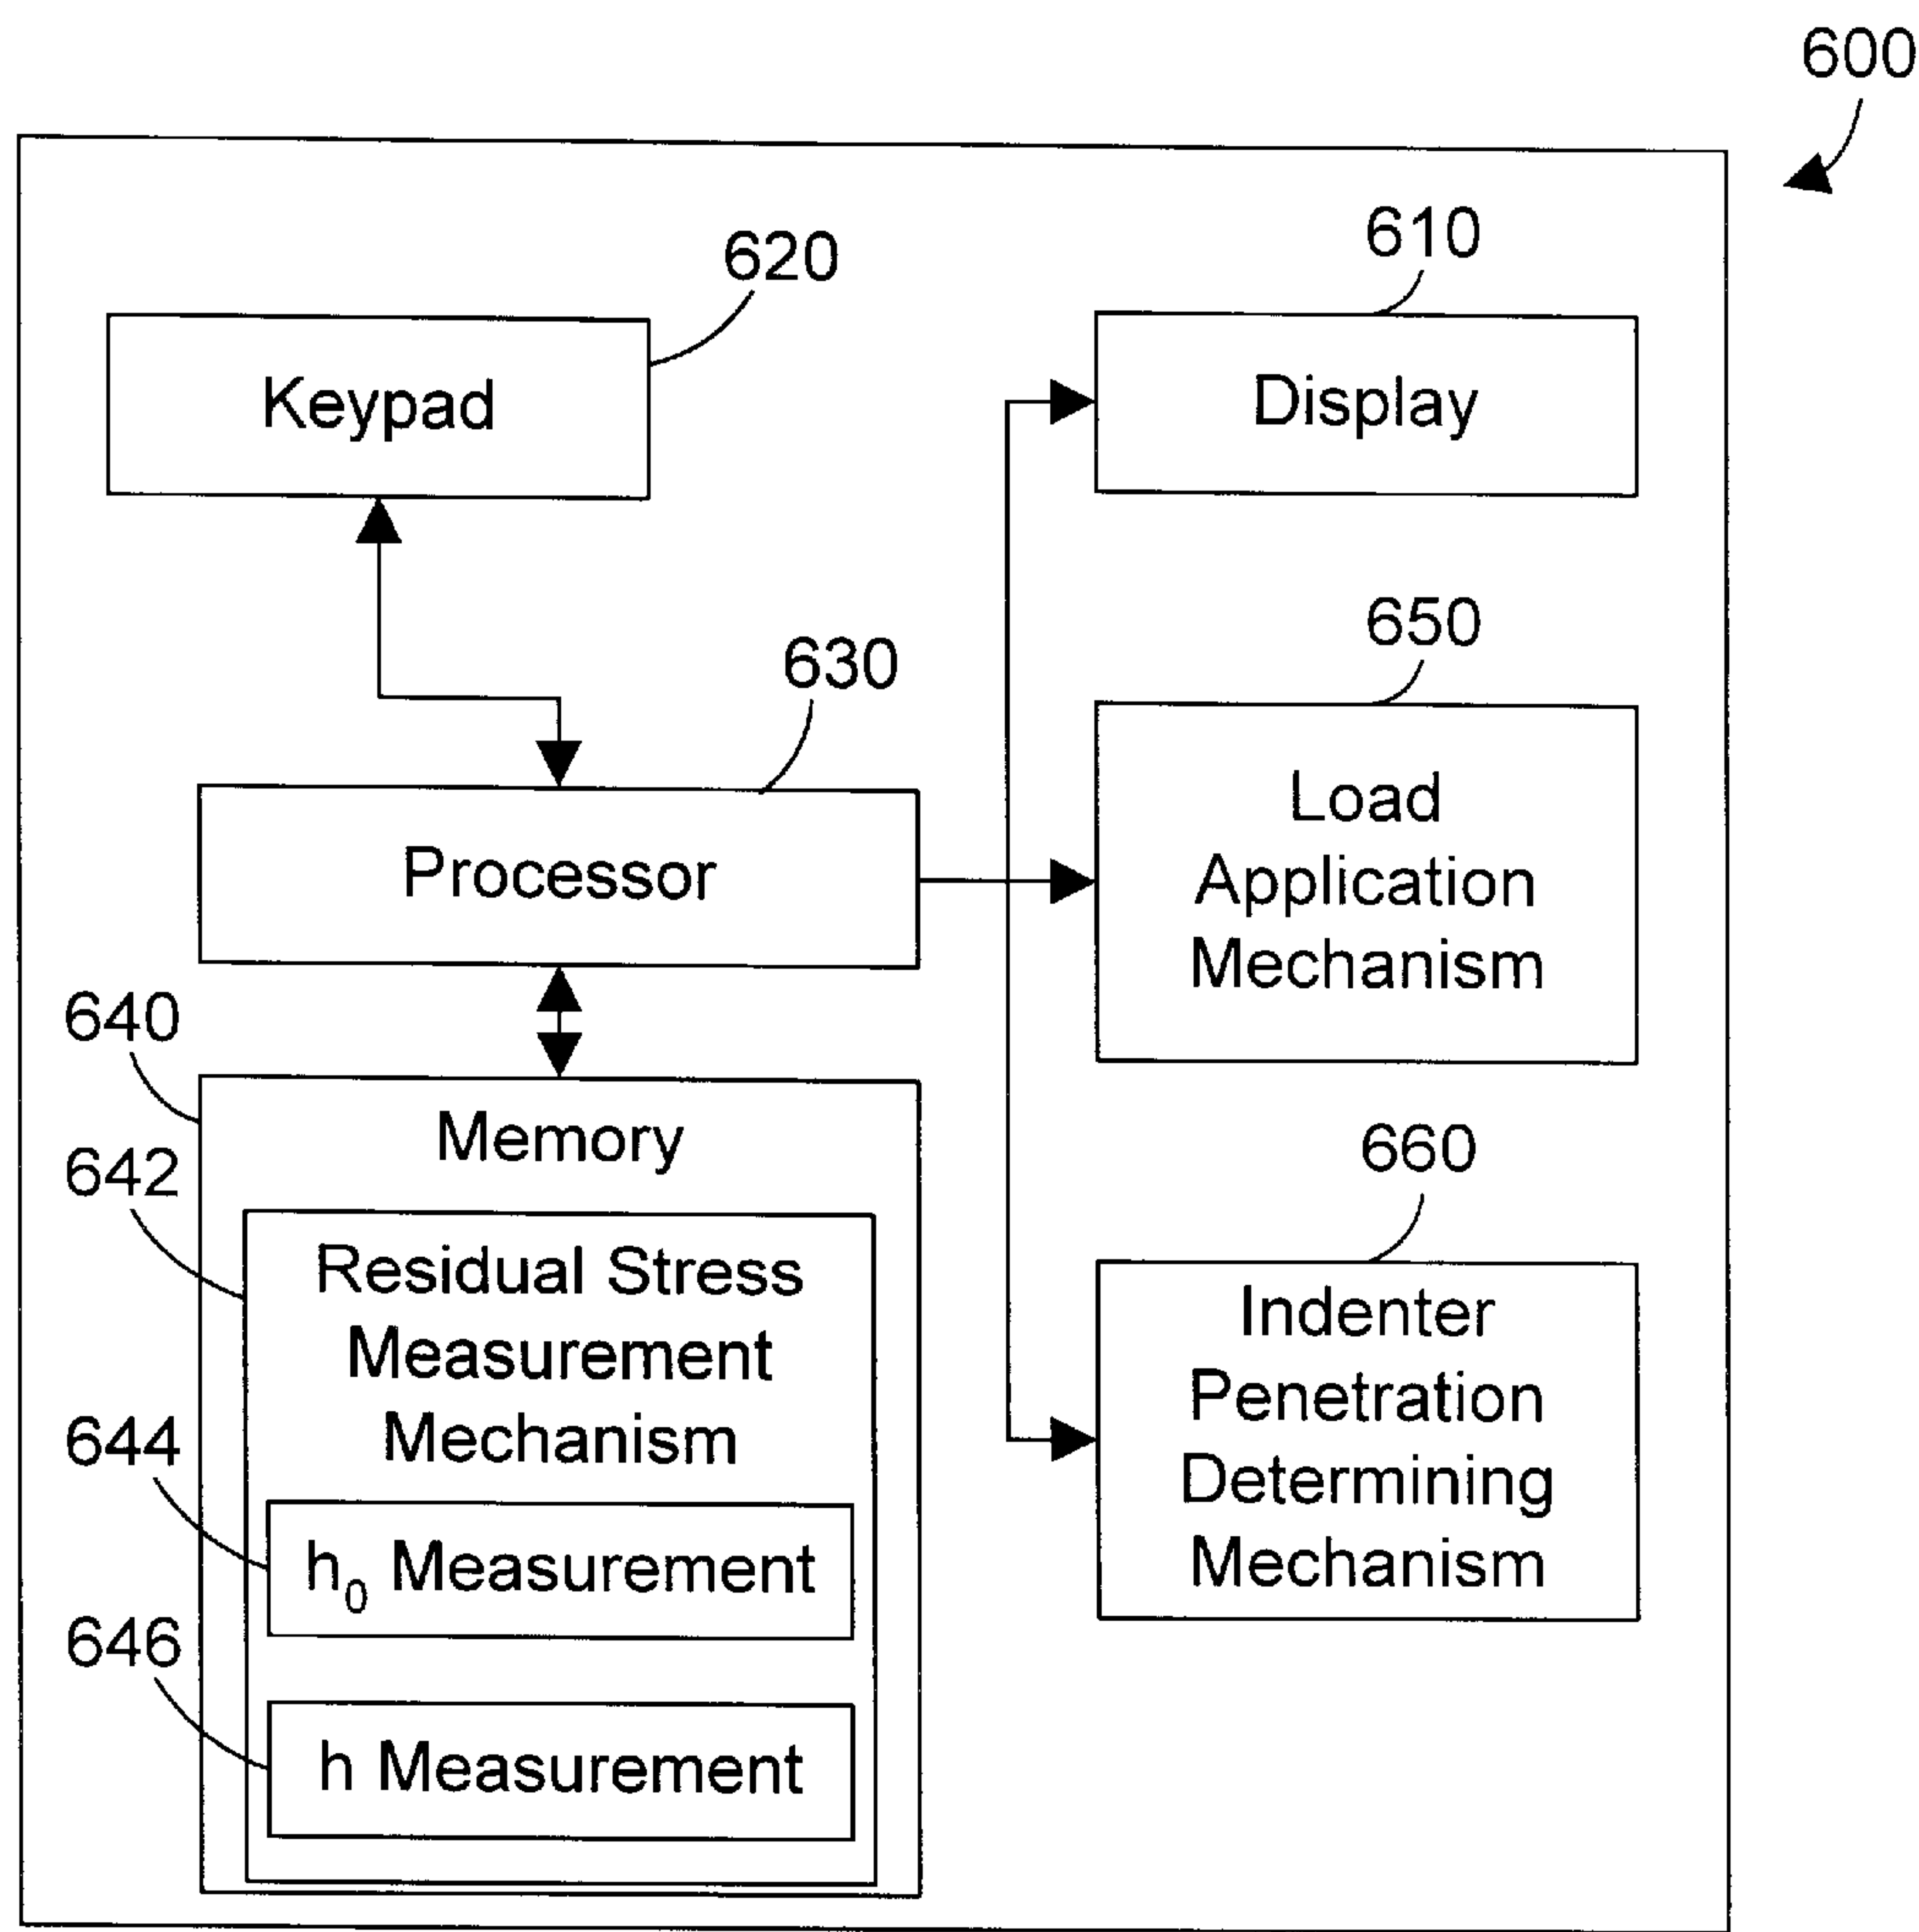 600
620
610
Keypad
Display
630
650
Processor
Load
Application
Mechanism
640
Memory
642
Residual Stress
Measurement
Mechanism
644
h₀ Measurement
646
h Measurement
660
Indenter
Penetration
Determining
Mechanism